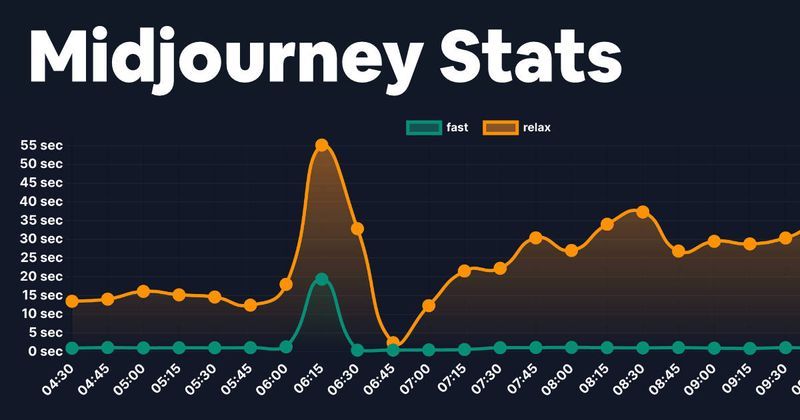 Midjourney Stats
fast relax
55 sec
50 sec
45 sec
40 sec
35 sec
30 sec
25 sec
20 sec
15 sec
10 sec
5 sec
0 sec
04:30 04:45 05:00 05:15 05:30 05:45 06:00 06:15 06:30 06:45 07:00 07:15 07:30 07:45 08:00 08:15 08:30 08:45 09:00 09:15 09:30